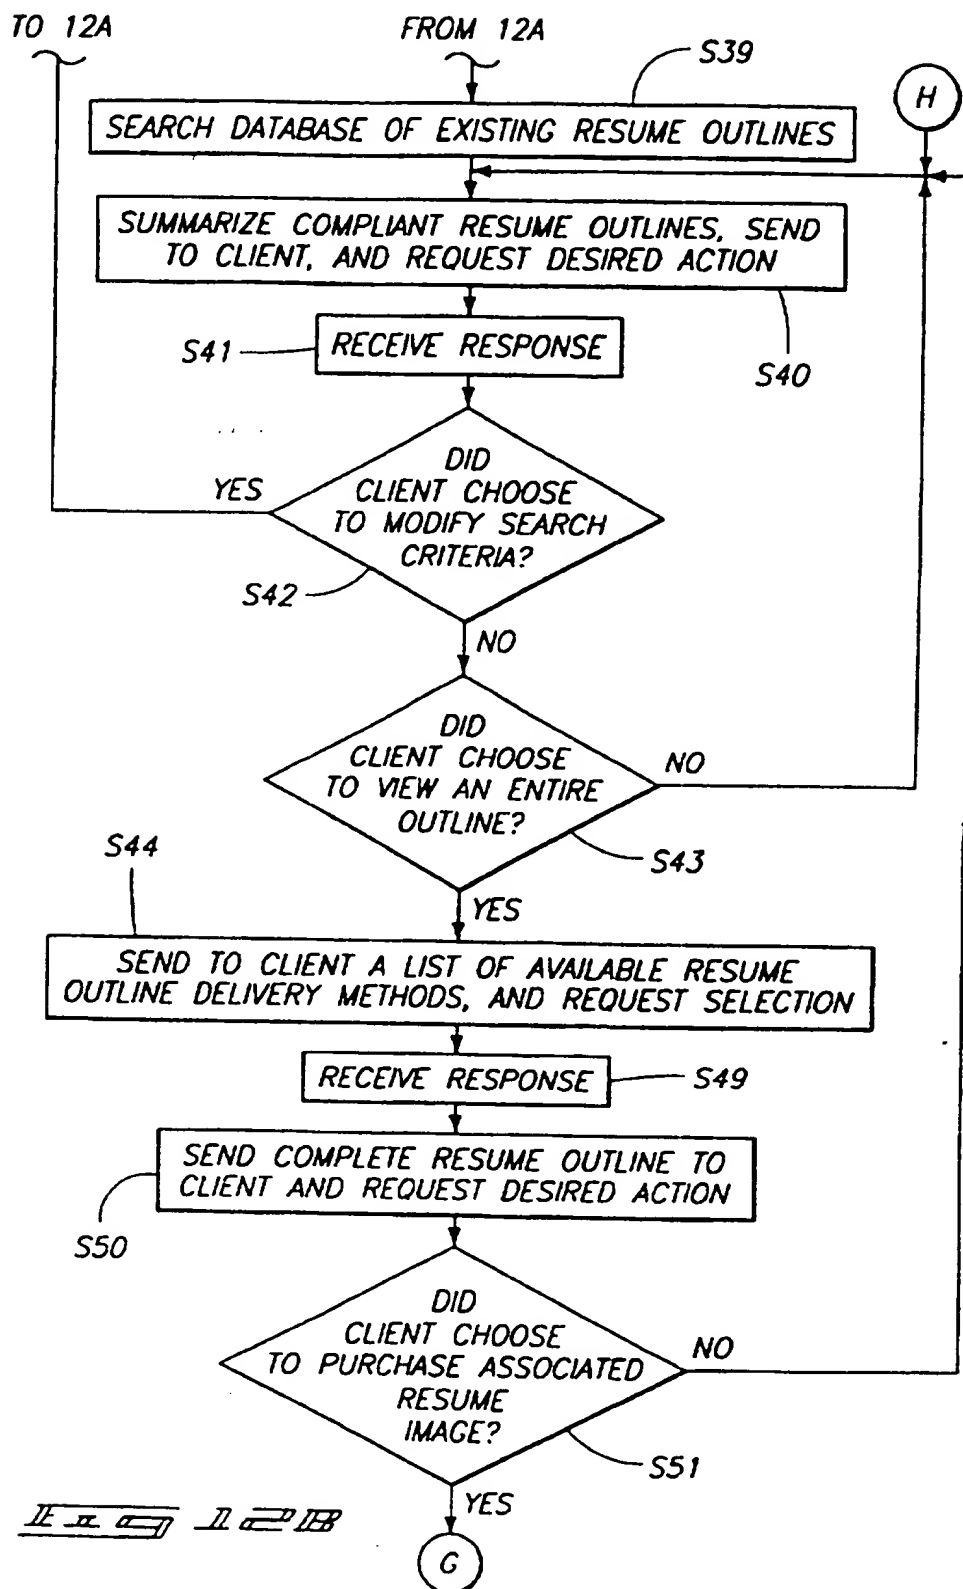 TO 12A
FROM 12A
S39
H
SEARCH DATABASE OF EXISTING RESUME OUTLINES
SUMMARIZE COMPLIANT RESUME OUTLINES, SEND
TO CLIENT, AND REQUEST DESIRED ACTION
S41
RECEIVE RESPONSE
S40
DID
CLIENT CHOOSE
TO MODIFY SEARCH
CRITERIA?
YES
S42
NO
DID
CLIENT CHOOSE
TO VIEW AN ENTIRE
OUTLINE?
NO
S43
S44
YES
SEND TO CLIENT A LIST OF AVAILABLE RESUME
OUTLINE DELIVERY METHODS, AND REQUEST SELECTION
RECEIVE RESPONSE
S49
SEND COMPLETE RESUME OUTLINE TO
CLIENT AND REQUEST DESIRED ACTION
S50
DID
CLIENT CHOOSE
TO PURCHASE ASSOCIATED
RESUME
IMAGE?
NO
S51
YES
Fig 12B
G